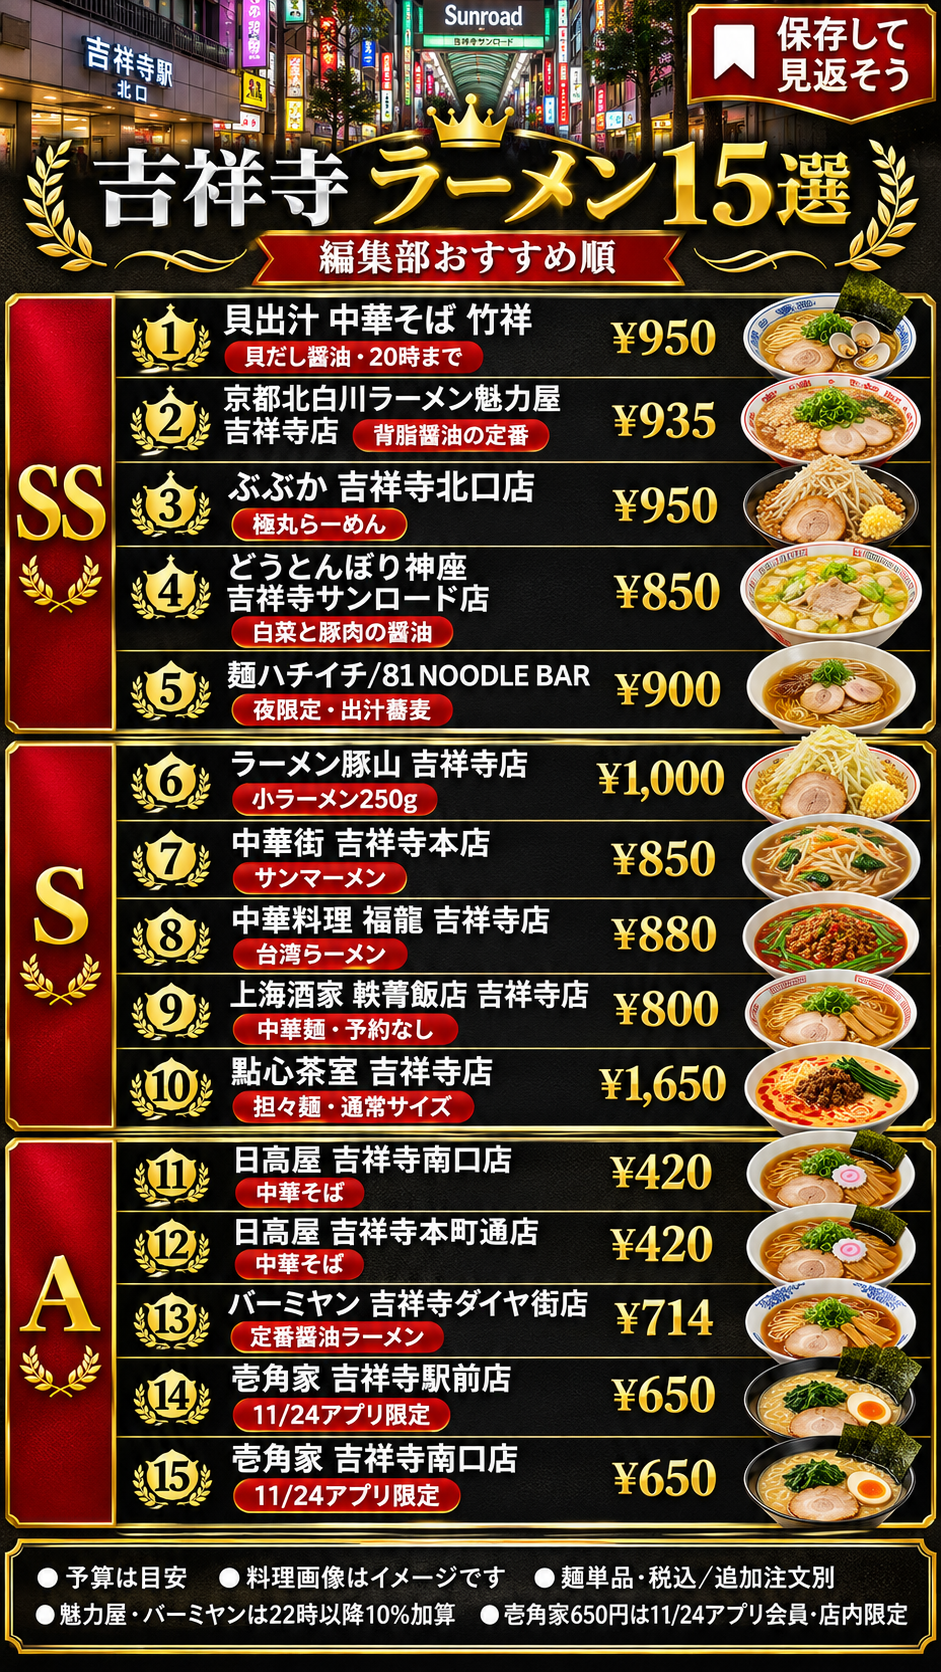 Sunroad
吉祥寺サンロード
吉祥寺駅
北口
保存して
見返そう
吉祥寺 ラーメン15選
編集部おすすめ順
SS
1 貝出汁 中華そば 竹祥 ¥950
貝だし醤油・20時まで
2 京都北白川ラーメン魁力屋
吉祥寺店 背脂醤油の定番 ¥935
3 ぶぶか 吉祥寺北口店 ¥950
極丸らーめん
4 どうとんぼり神座
吉祥寺サンロード店 ¥850
白菜と豚肉の醤油
5 麺ハチイチ/81 NOODLE BAR ¥900
夜限定・出汁蕎麦
S
6 ラーメン豚山 吉祥寺店 ¥1,000
小ラーメン250g
7 中華街 吉祥寺本店 ¥850
サンマーメン
8 中華料理 福龍 吉祥寺店 ¥880
台湾らーめん
9 上海酒家 軼菁飯店 吉祥寺店 ¥800
中華麺・予約なし
10 點心茶室 吉祥寺店 ¥1,650
担々麺・通常サイズ
A
11 日高屋 吉祥寺南口店 ¥420
中華そば
12 日高屋 吉祥寺本町通店 ¥420
中華そば
13 バーミヤン 吉祥寺ダイヤ街店 ¥714
定番醤油ラーメン
14 壱角家 吉祥寺駅前店 ¥650
11/24アプリ限定
15 壱角家 吉祥寺南口店 ¥650
11/24アプリ限定
● 予算は目安 ● 料理画像はイメージです ● 麺単品・税込／追加注文別
● 魁力屋・バーミヤンは22時以降10%加算 ● 壱角家650円は11/24アプリ会員・店内限定